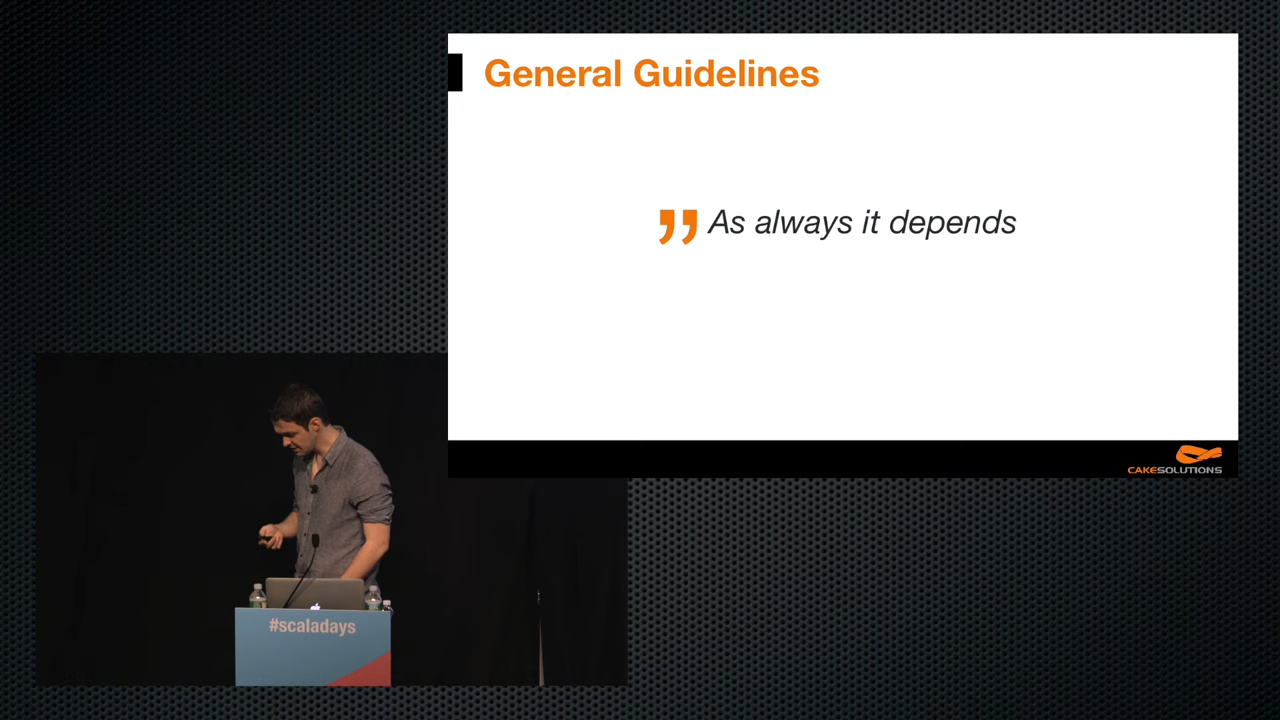 General Guidelines
” As always it depends
CAKESOLUTIONS
#scaladays